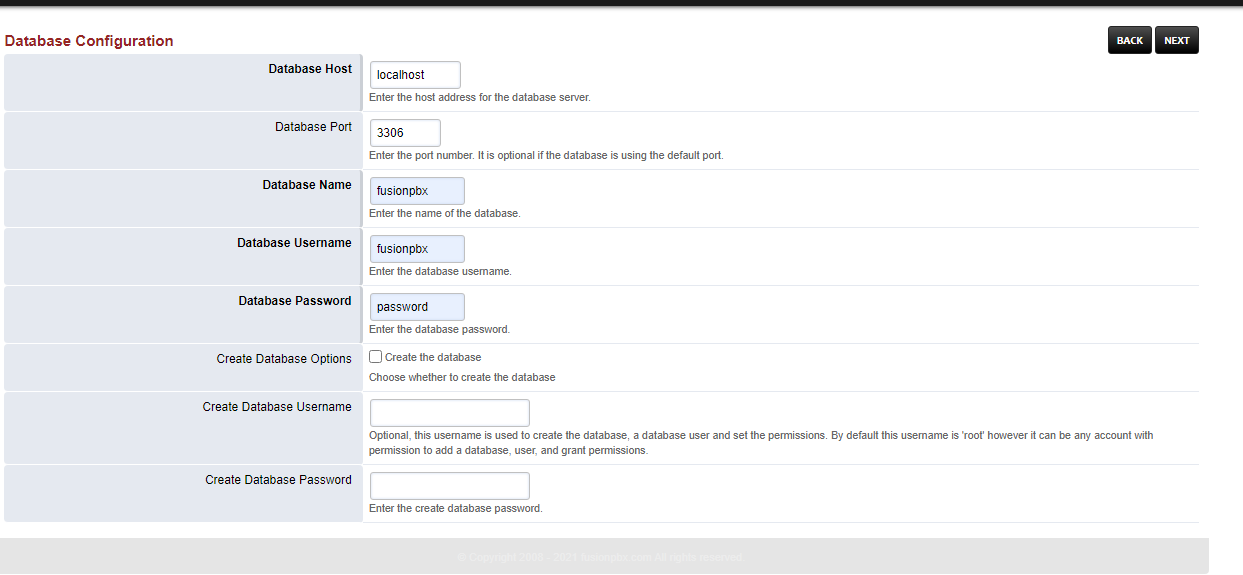 Database Configuration
BACK NEXT
Database Host
localhost
Enter the host address for the database server.
Database Port
3306
Enter the port number. It is optional if the database is using the default port.
Database Name
fusionpbx
Enter the name of the database.
Database Username
fusionpbx
Enter the database username.
Database Password
password
Enter the database password.
Create Database Options
Create the database
Choose whether to create the database
Create Database Username
Optional, this username is used to create the database, a database user and set the permissions. By default this username is 'root' however it can be any account with
permission to add a database, user, and grant permissions.
Create Database Password
Enter the create database password.
© Copyright 2008 - 2021 fusionpbx.com All rights reserved.